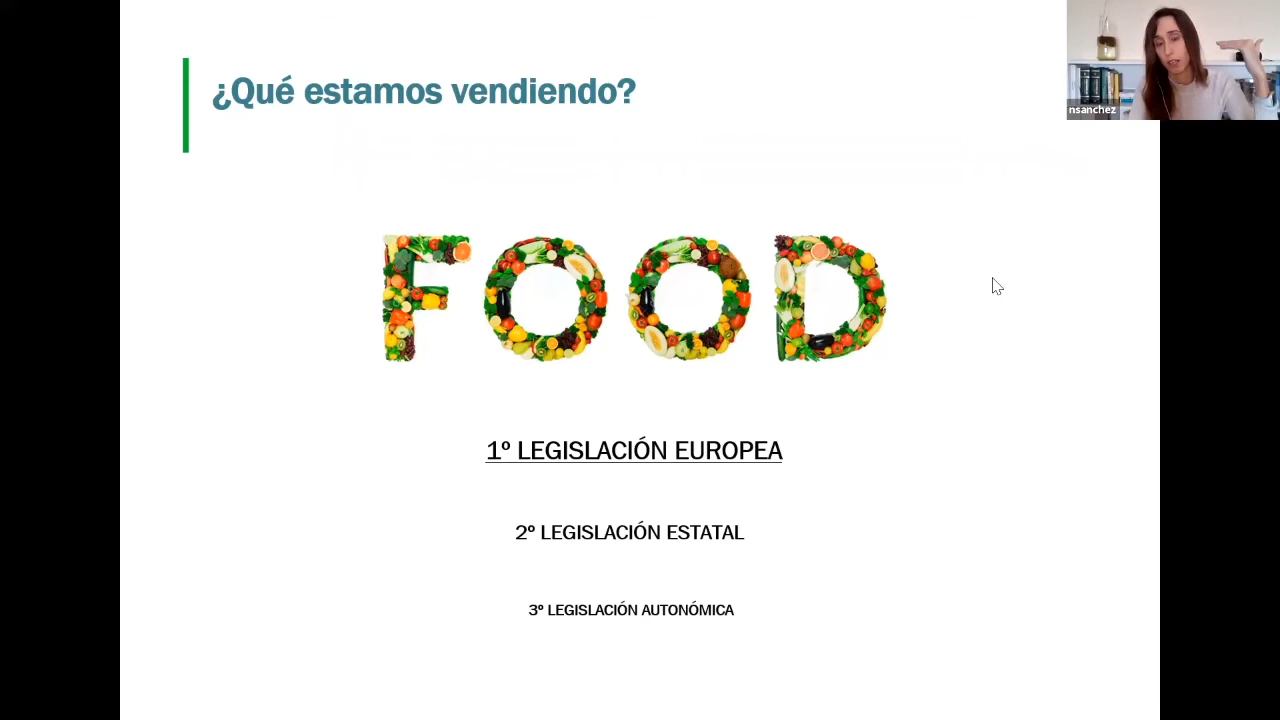 ¿Qué estamos vendiendo?
nsanchez
FOOD
1º LEGISLACIÓN EUROPEA
2º LEGISLACIÓN ESTATAL
3º LEGISLACIÓN AUTONÓMICA